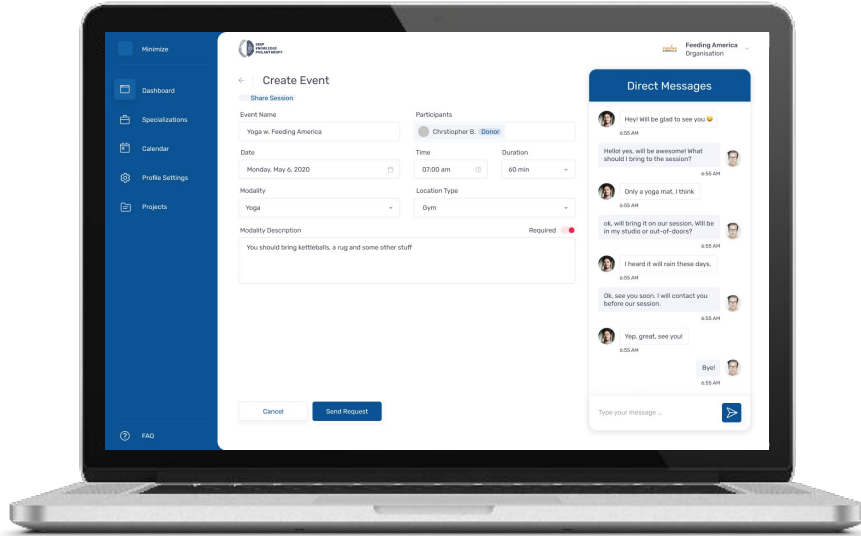 Minimize
Dashboard
Specializations
Calendar
Profile Settings
Projects
FAQ
DEEP
KNOWLEDGE
PHILANTHROPY
Feeding America
Organisation
← | Create Event
Share Session
Event Name
Yoga w. Feeding America
Participants
Chrstiopher B. Donor
Date
Monday, May 6, 2020
Time
07:00 am
Duration
60 min
Modality
Yoga
Location Type
Gym
Modality Description
Required
You should bring kettleballs, a rug and some other stuff
Cancel
Send Request
Direct Messages
Hey! Will be glad to see you 😄
6:55 AM
Hello! yes, will be awesome! What
should I bring to the session?
6:55 AM
Only a yoga mat, I think
6:55 AM
ok, will bring it on our session. Will be
in my studio or out-of-doors?
6:55 AM
I heard it will rain these days.
6:55 AM
Ok, see you soon. I will contact you
before our session.
6:55 AM
Yep, great, see you!
6:55 AM
Bye!
6:55 AM
Type your message ...